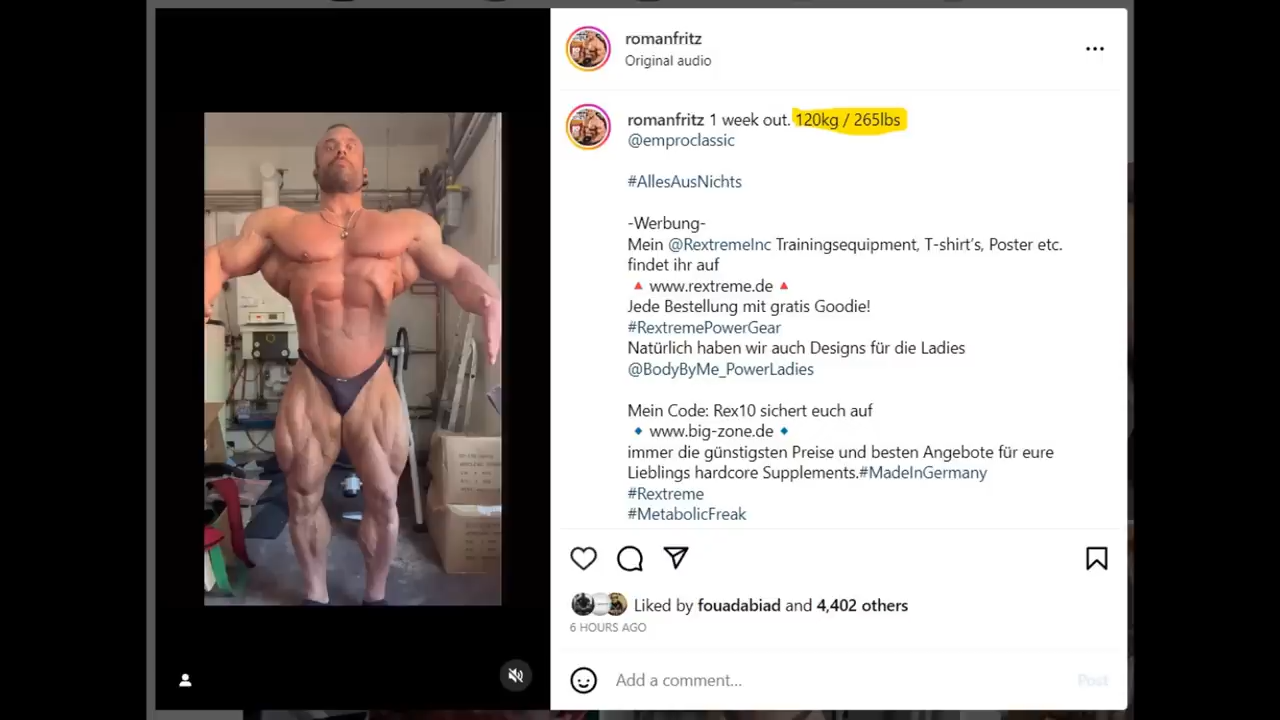 romanfritz
Original audio
romanfritz 1 week out. 120kg / 265lbs
@emproclassic
#AllesAusNichts
-Werbung-
Mein @RextremeInc Trainingsequipment, T-shirt's, Poster etc.
findet ihr auf
🔺 www.rextreme.de 🔺
Jede Bestellung mit gratis Goodie!
#RextremePowerGear
Natürlich haben wir auch Designs für die Ladies
@BodyByMe_PowerLadies
Mein Code: Rex10 sichert euch auf
🔹 www.big-zone.de 🔹
immer die günstigsten Preise und besten Angebote für eure
Lieblings hardcore Supplements.#MadeInGermany
#Rextreme
#MetabolicFreak
Liked by fouadabiad and 4,402 others
6 HOURS AGO
Add a comment...
Post